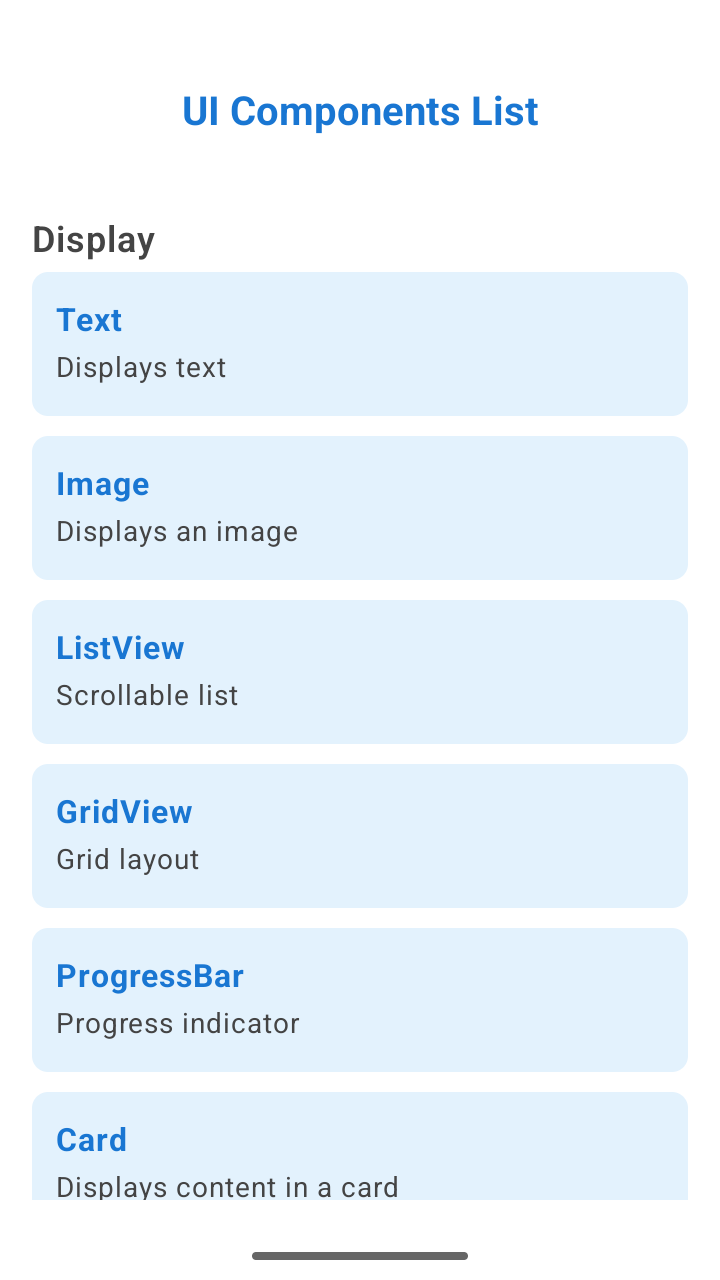 UI Components List
Display
Text
Displays text
Image
Displays an image
ListView
Scrollable list
GridView
Grid layout
ProgressBar
Progress indicator
Card
Displays content in a card